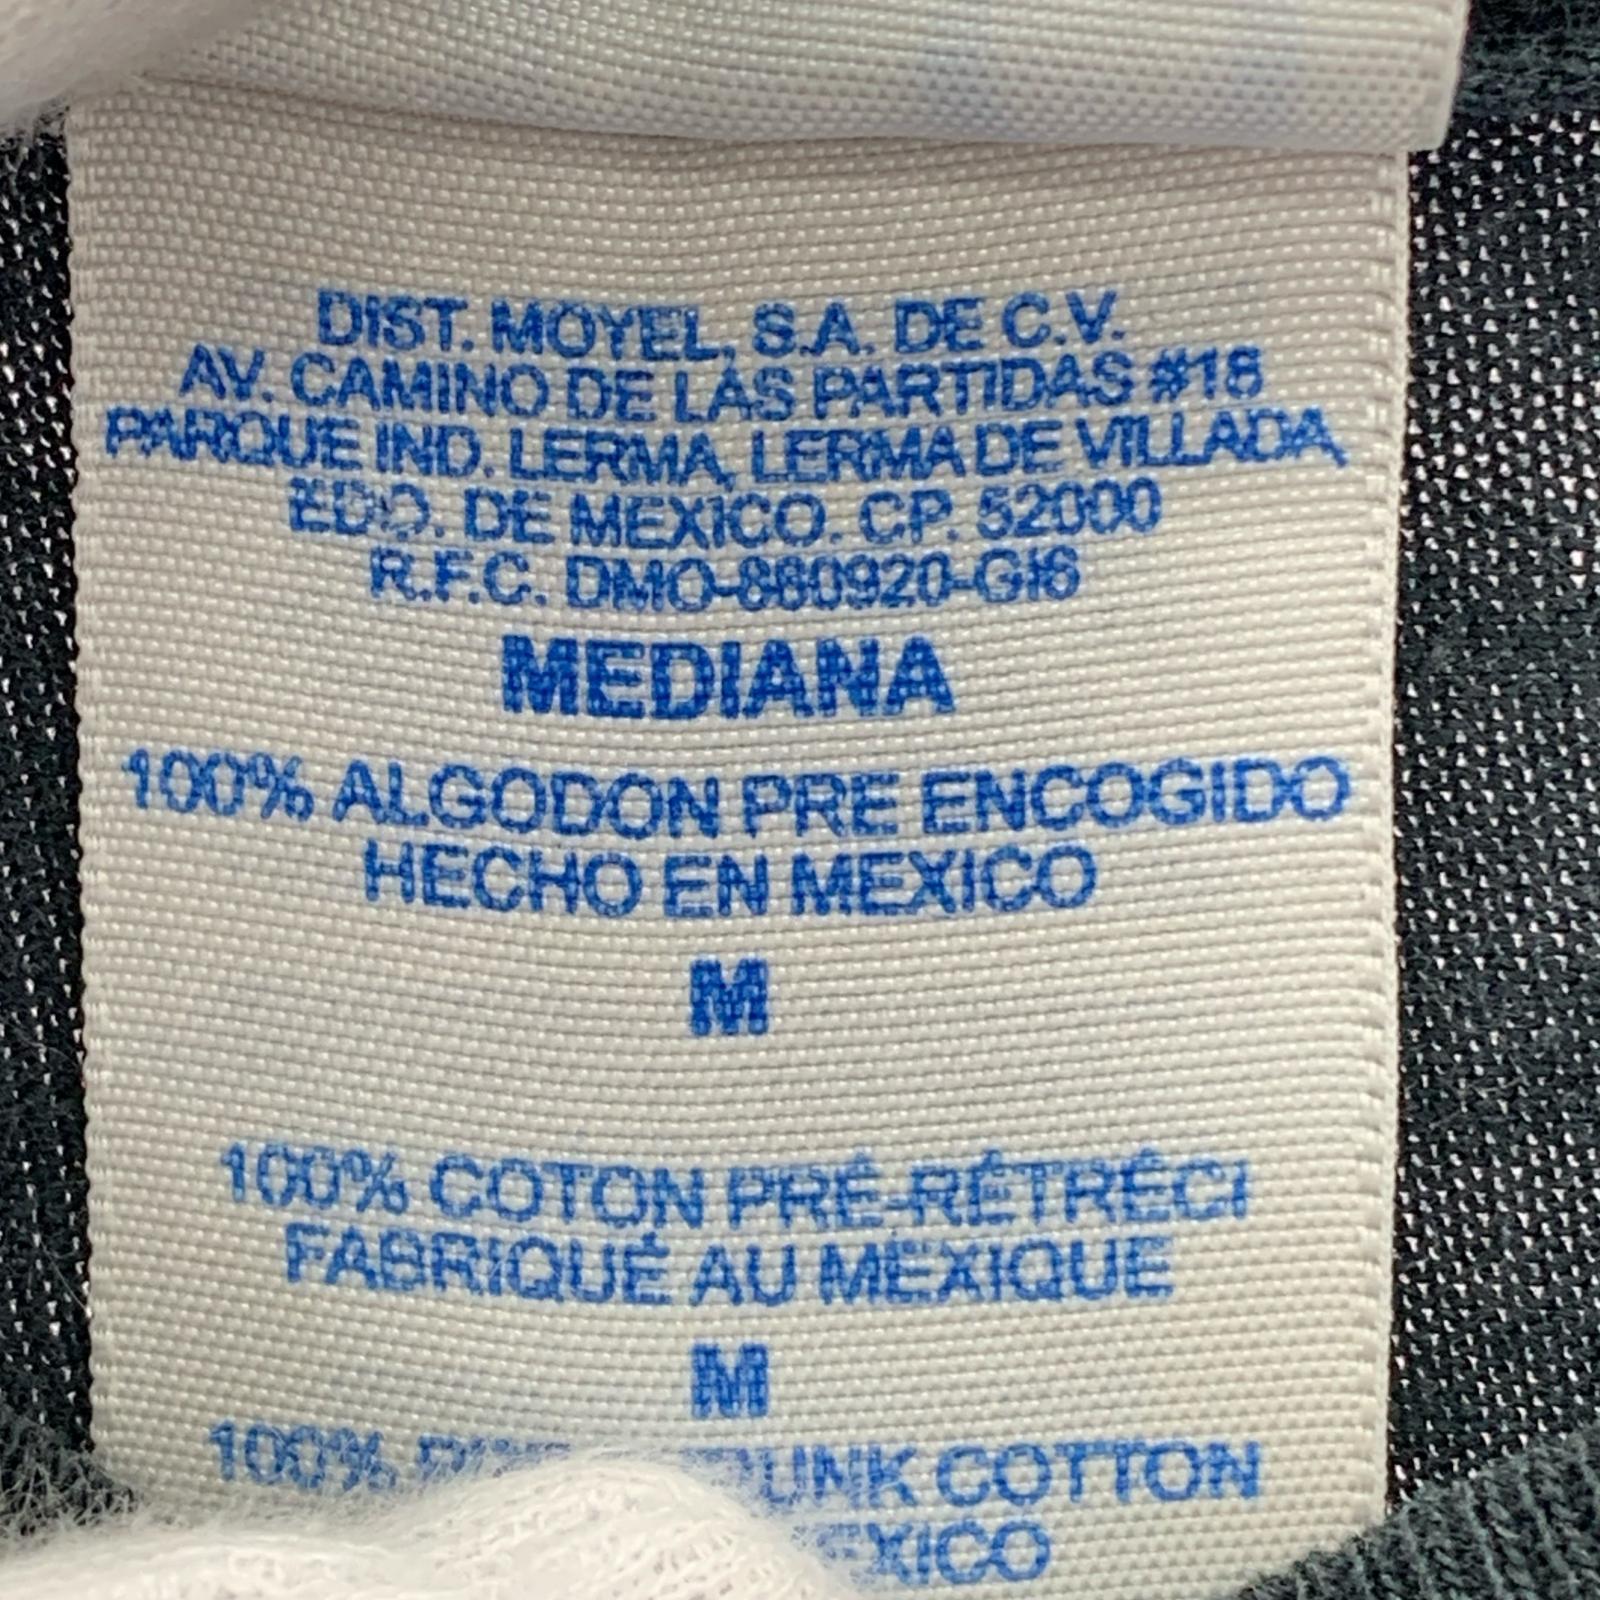 DIST. MOYEL, S.A. DE C.V.
AV. CAMINO DE LAS PARTIDAS #18
PARQUE IND. LERMA, LERMA DE VILLADA,
EDO. DE MEXICO. CP. 52000
R.F.C. DMO-880920-GI6
MEDIANA
100% ALGODON PRE ENCOGIDO
HECHO EN MEXICO
M
100% COTON PRÉ-RÉTRÉCI
FABRIQUÉ AU MEXIQUE
M
100% COTTON